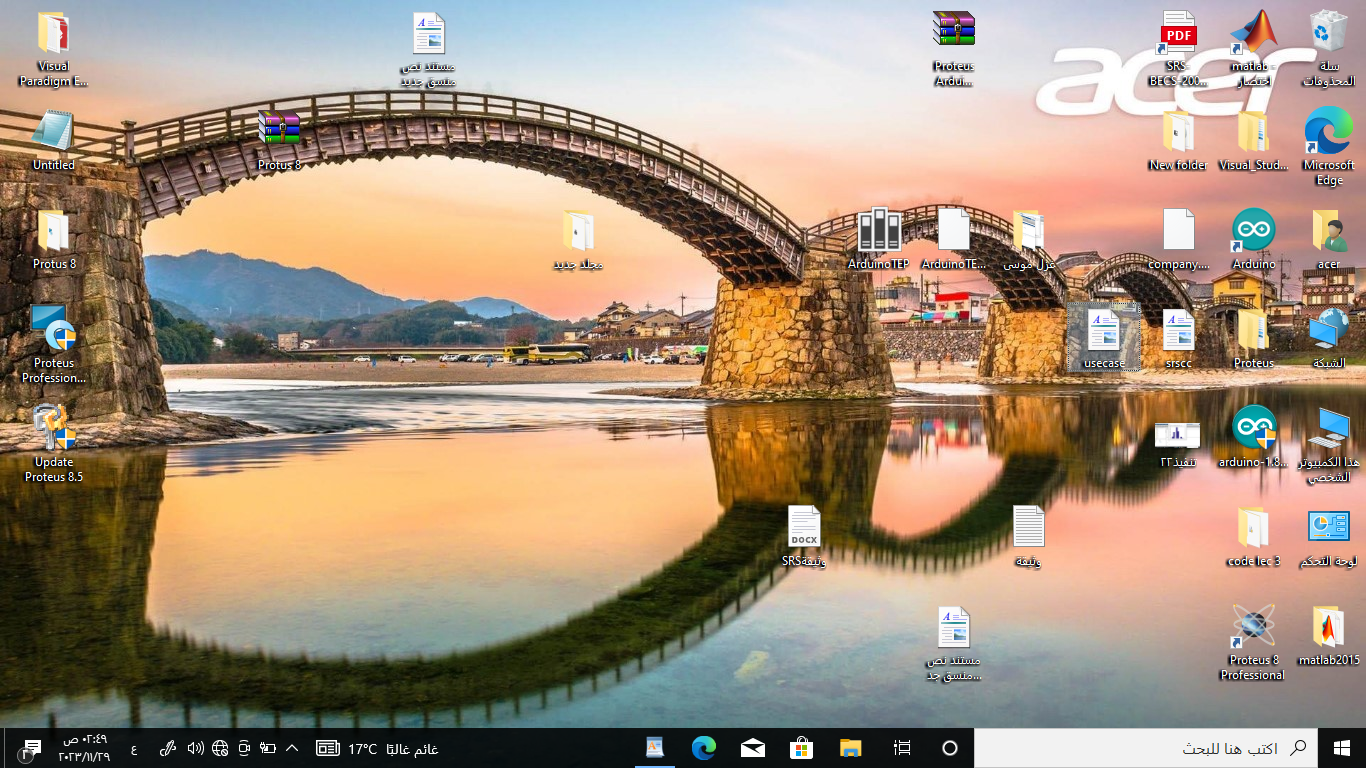 acer
Visual
Paradigm E...
مستند نص
منسق جديد
Proteus
Ardui...
PDF
SRS-
BECS-200...
matlab -
اختصار
سلة
المحذوفات
Untitled
Protus 8
New folder
Visual_Stud...
Microsoft
Edge
Protus 8
مجلد جديد
ArduinoTEP
ArduinoTE...
غزل موسى
company....
Arduino
acer
Proteus
Profession...
usecase
srscc
Proteus
الشبكة
Update
Proteus 8.5
تنفيذ٢٢
arduino-1.8...
هذا الكمبيوتر
الشخصي
DOCX
وثيقةSRS
وثيقة
code lec 3
لوحة التحكم
مستند نص
منسق جد...
Proteus 8
Professional
matlab2015
اكتب هنا للبحث
غائم غالبًا
17°C
ع
٠٢:٤٩ ص
٢٠٢٣/١١/٢٩